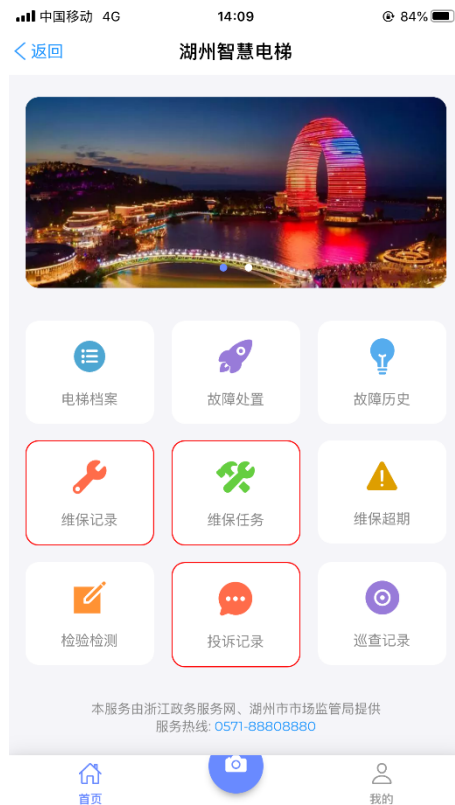 中国移动 4G 14:09 84%
返回 湖州智慧电梯
电梯档案 故障处置 故障历史
维保记录 维保任务 维保超期
检验检测 投诉记录 巡查记录
本服务由浙江政务服务网、湖州市市场监管局提供
服务热线: 0571-88808880
首页 我的